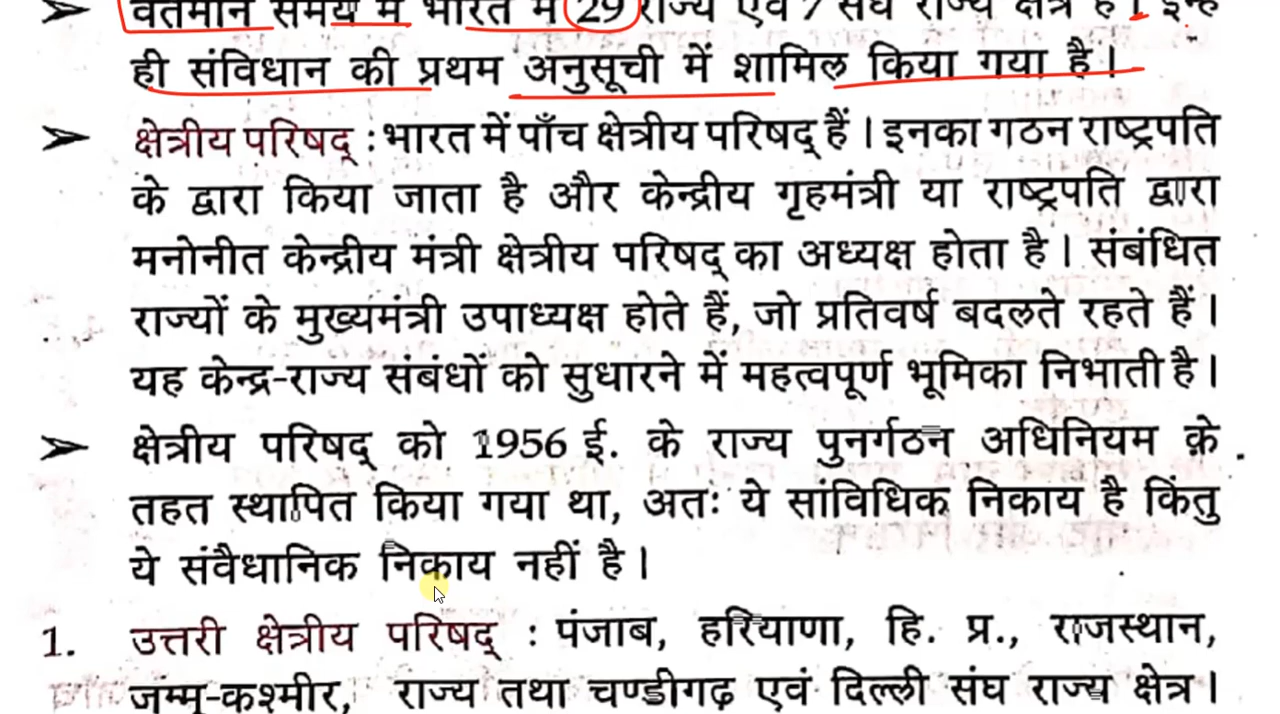 वर्तमान समय में भारत में 29 राज्य एवं 7 संघ राज्य क्षेत्र है। इन्हें
ही संविधान की प्रथम अनुसूची में शामिल किया गया है।
➢ क्षेत्रीय परिषद् : भारत में पाँच क्षेत्रीय परिषद् हैं। इनका गठन राष्ट्रपति
के द्वारा किया जाता है और केन्द्रीय गृहमंत्री या राष्ट्रपति द्वारा
मनोनीत केन्द्रीय मंत्री क्षेत्रीय परिषद् का अध्यक्ष होता है। संबंधित
राज्यों के मुख्यमंत्री उपाध्यक्ष होते हैं, जो प्रतिवर्ष बदलते रहते हैं।
यह केन्द्र-राज्य संबंधों को सुधारने में महत्वपूर्ण भूमिका निभाती है।
➢ क्षेत्रीय परिषद् को 1956 ई. के राज्य पुनर्गठन अधिनियम के
तहत स्थापित किया गया था, अतः ये सांविधिक निकाय है किंतु
ये संवैधानिक निकाय नहीं है।
1. उत्तरी क्षेत्रीय परिषद् : पंजाब, हरियाणा, हि. प्र., राजस्थान,
जम्मू-कश्मीर, राज्य तथा चण्डीगढ़ एवं दिल्ली संघ राज्य क्षेत्र।